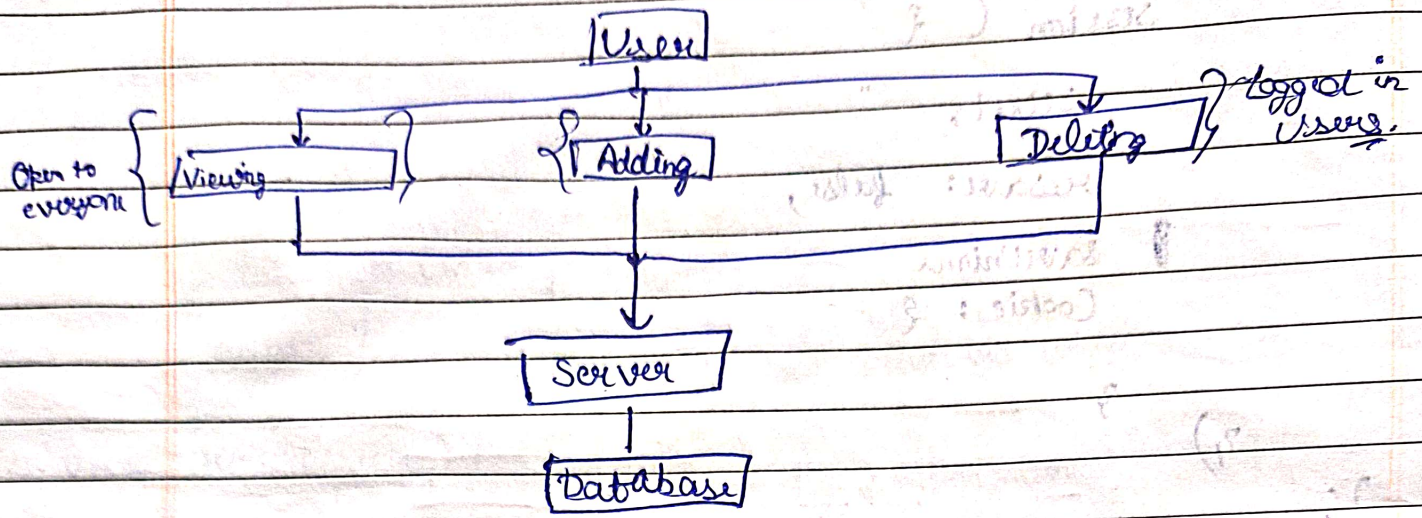 User
Logged in
Users.
Viewing
Adding
Deleting
Open to
everyone
Server
Database